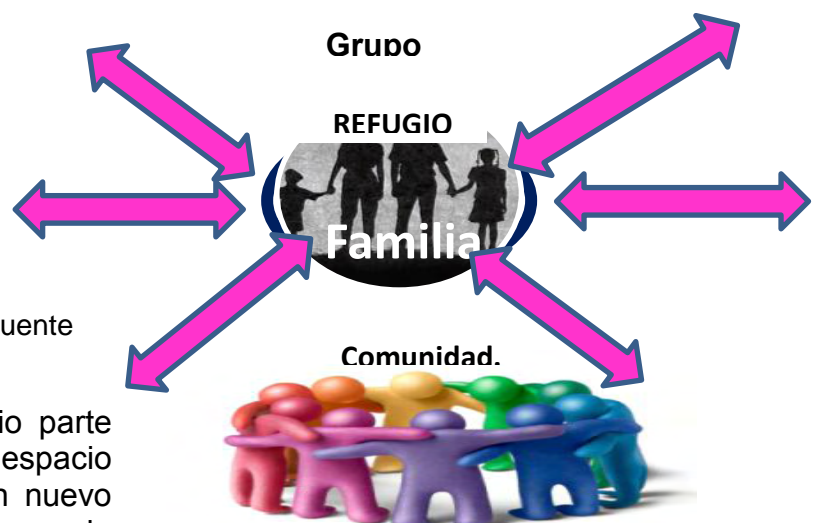 Grupo
REFUGIO
Familia
uente
Comunidad.
io parte
espacio
n nuevo